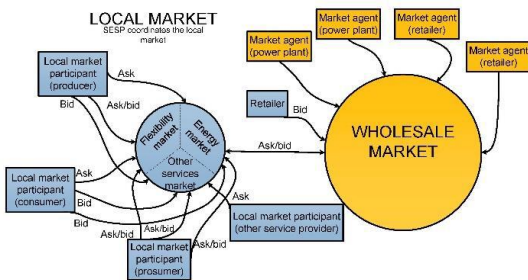 LOCAL MARKET
SESP coordinates the local
market
Market agent
(power plant)
Market agent
(retailer)
Market agent
(power plant)
Market agent
(retailer)
Local market
participant
(producer)
Ask
Bid
Ask/bid
Retailer
Bid
Flexibility
market
Energy
market
Other
services
market
Ask/bid
WHOLESALE
MARKET
Local market
participant
(consumer)
Ask
Bid
Bid
Ask
Local market participant
(other service provider)
Ask/bid
Ask/bid
Ask/bid
Local market
participant
(prosumer)